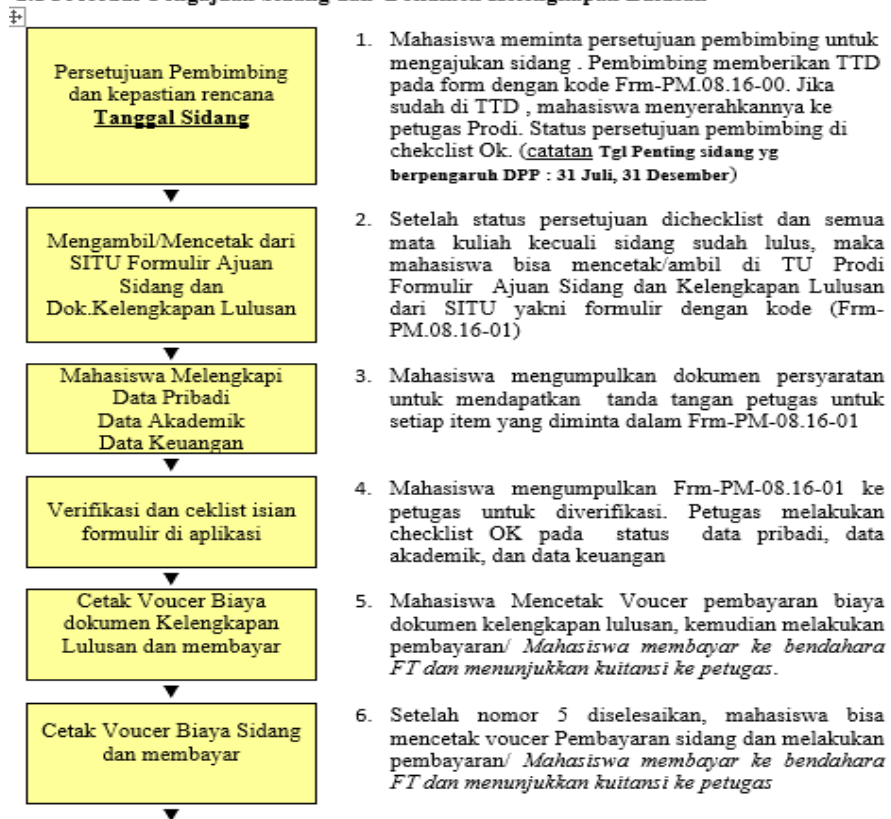 Persetujuan Pembimbing
dan kepastian rencana
Tanggal Sidang
1. Mahasiswa meminta persetujuan pembimbing untuk
mengajukan sidang . Pembimbing memberikan TTD
pada form dengan kode Frm-PM.08.16-00. Jika
sudah di TTD , mahasiswa menyerahkannya ke
petugas Prodi. Status persetujuan pembimbing di
chekclist Ok. (catatan Tgl Penting sidang yg
berpengaruh DPP : 31 Juli, 31 Desember)
Mengambil/Mencetak dari
SITU Formulir Ajuan
Sidang dan
Dok.Kelengkapan Lulusan
2. Setelah status persetujuan dichecklist dan semua
mata kuliah kecuali sidang sudah lulus, maka
mahasiswa bisa mencetak/ambil di TU Prodi
Formulir Ajuan Sidang dan Kelengkapan Lulusan
dari SITU yakni formulir dengan kode (Frm-
PM.08.16-01)
Mahasiswa Melengkapi
Data Pribadi
Data Akademik
Data Keuangan
3. Mahasiswa mengumpulkan dokumen persyaratan
untuk mendapatkan tanda tangan petugas untuk
setiap item yang diminta dalam Frm-PM-08.16-01
Verifikasi dan ceklist isian
formulir di aplikasi
4. Mahasiswa mengumpulkan Frm-PM-08.16-01 ke
petugas untuk diverifikasi. Petugas melakukan
checklist OK pada status data pribadi, data
akademik, dan data keuangan
Cetak Voucer Biaya
dokumen Kelengkapan
Lulusan dan membayar
5. Mahasiswa Mencetak Voucer pembayaran biaya
dokumen kelengkapan lulusan, kemudian melakukan
pembayaran/ Mahasiswa membayar ke bendahara
FT dan menunjukkan kuitansi ke petugas.
Cetak Voucer Biaya Sidang
dan membayar
6. Setelah nomor 5 diselesaikan, mahasiswa bisa
mencetak voucer Pembayaran sidang dan melakukan
pembayaran/ Mahasiswa membayar ke bendahara
FT dan menunjukkan kuitansi ke petugas